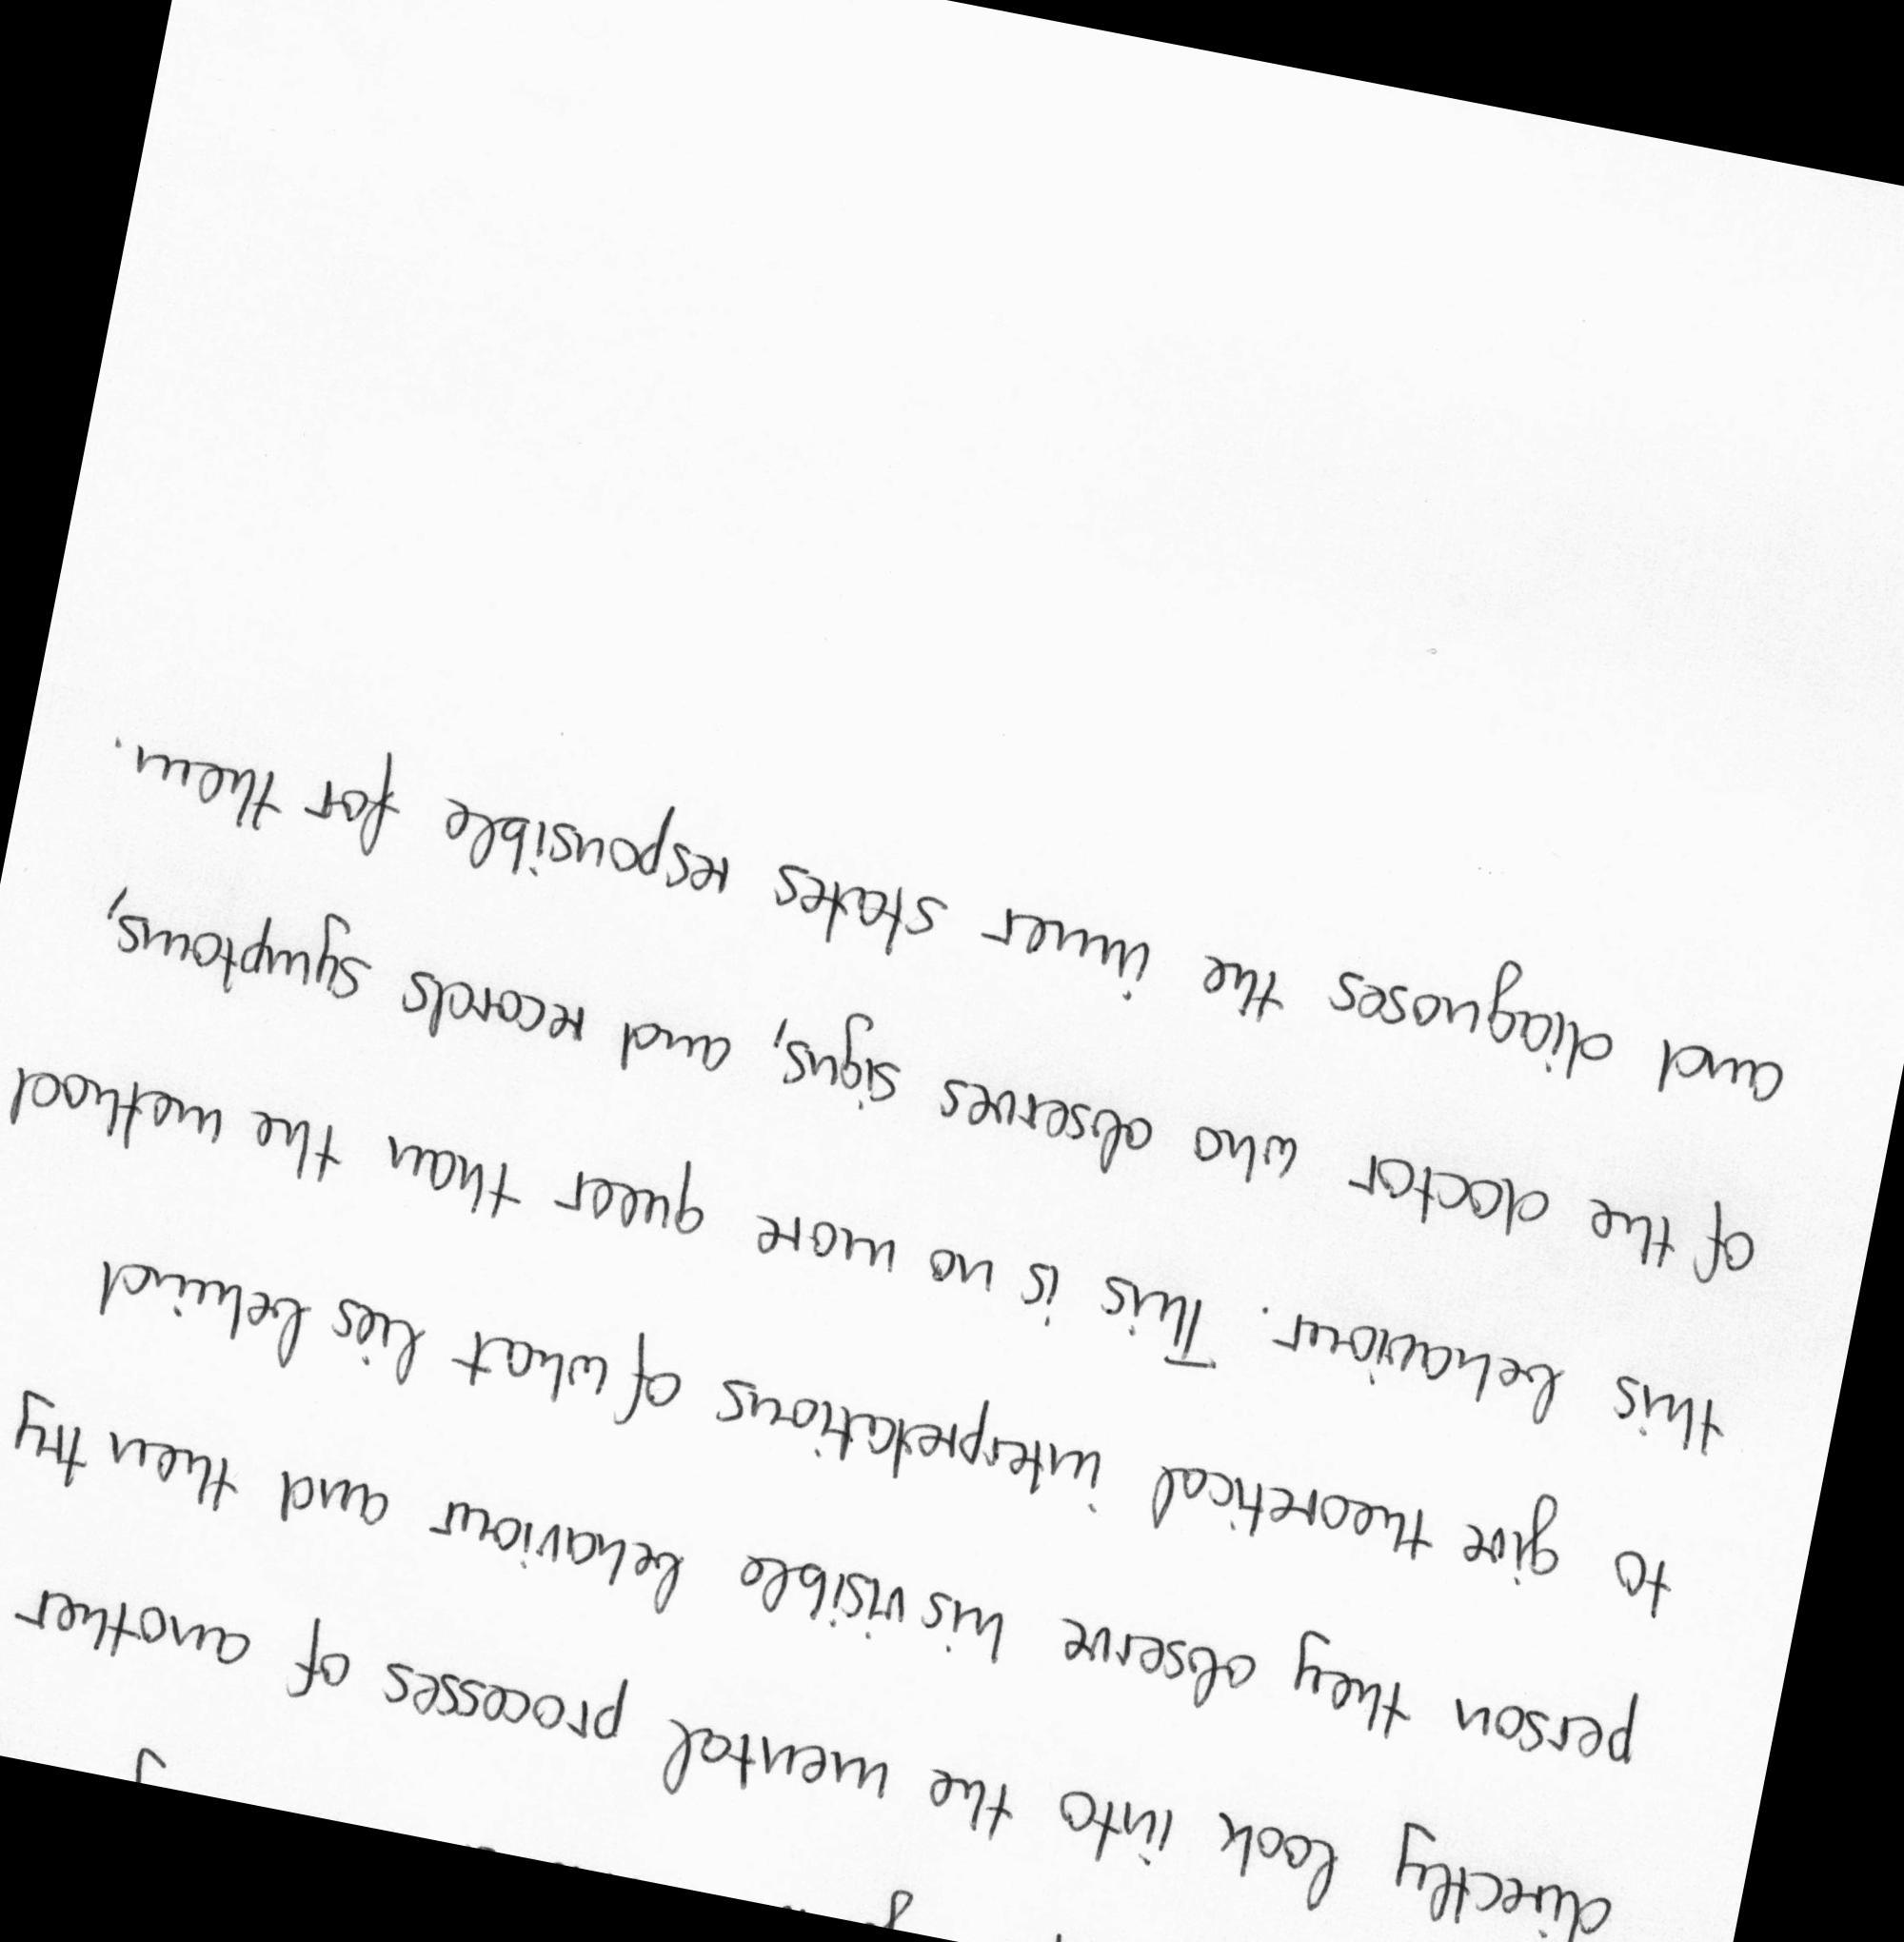 directly look into the mental processes of another
person they observe his visible behaviour and then try
to give theoretical interpretations of what lies behind
this behaviour. This is no more queer than the method
of the doctor who observes signs, and records symptoms,
and diagnoses the inner states responsible for them.